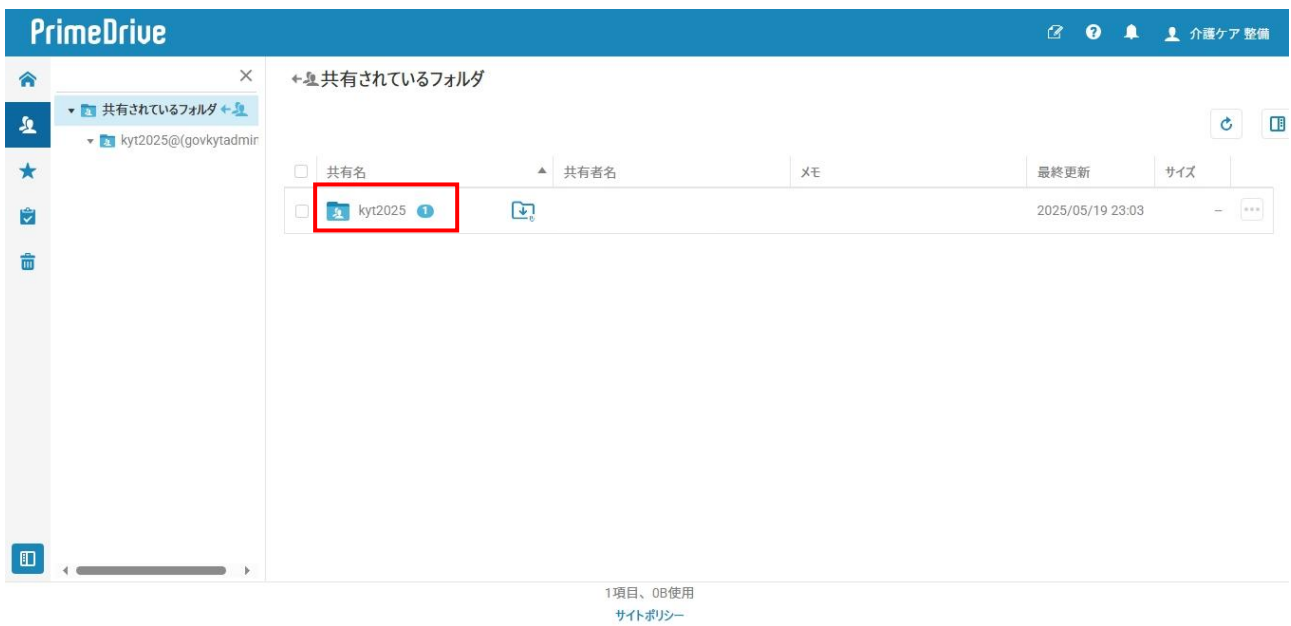 PrimeDrive
介護ケア 整備
共有されているフォルダ
共有されているフォルダ
kyt2025@(govkytadmin
共有名 共有者名 メモ 最終更新 サイズ
kyt2025 1 2025/05/19 23:03 –
1項目、0B使用
サイトポリシー